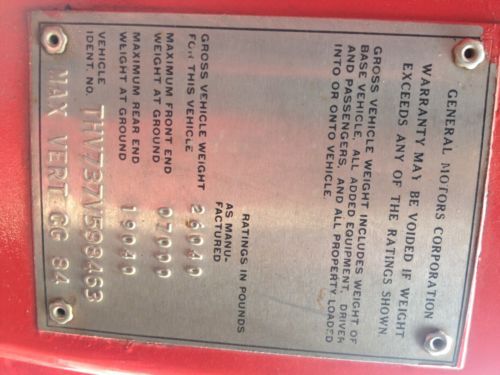 GENERAL MOTORS CORPORATION
WARRANTY MAY BE VOIDED IF WEIGHT
EXCEEDS ANY OF THE RATINGS SHOWN
GROSS VEHICLE WEIGHT INCLUDES WEIGHT OF
BASE VEHICLE, ALL ADDED EQUIPMENT, DRIVER
AND PASSENGERS, AND ALL PROPERTY LOADED
INTO OR ONTO VEHICLE.
RATINGS IN POUNDS
AS MANU-
FACTURED
GROSS VEHICLE WEIGHT
FOR THIS VEHICLE 26040
MAXIMUM FRONT END
WEIGHT AT GROUND 07000
MAXIMUM REAR END
WEIGHT AT GROUND 19040
VEHICLE
IDENT. NO. THV737V598463
MAX VERT CG 84